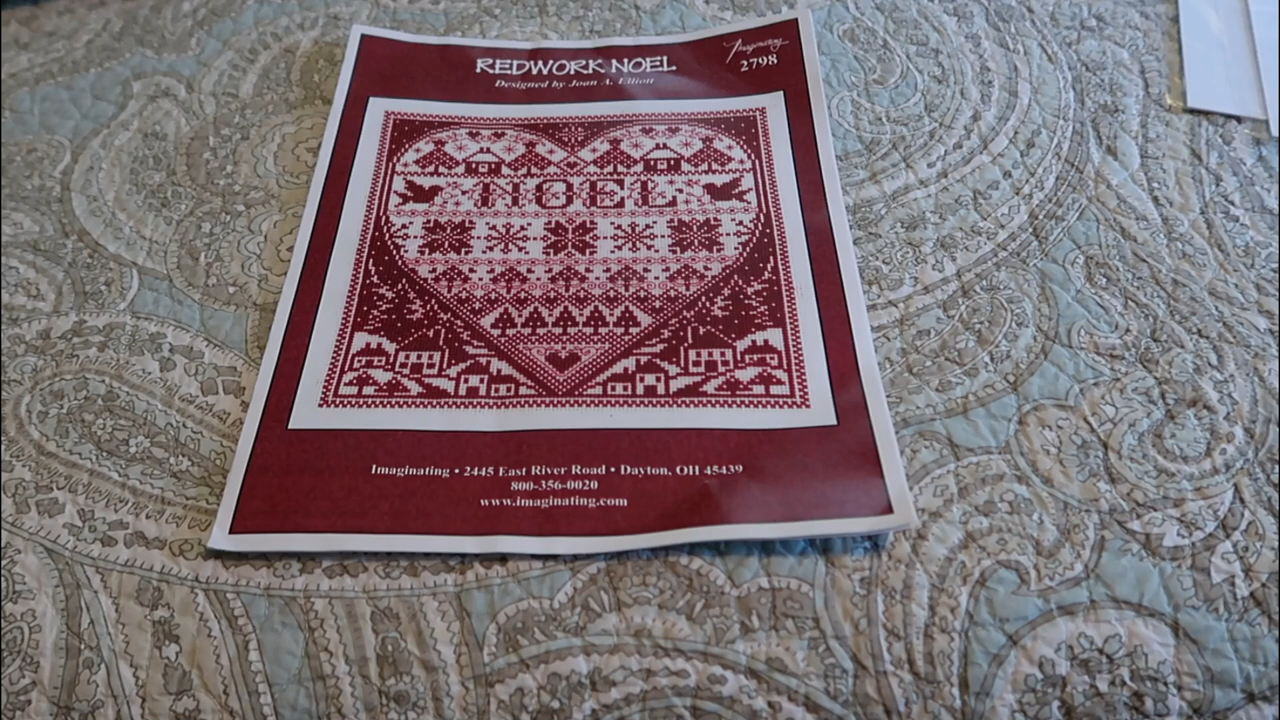 REDWORK NOEL
Imaginating
2798
Designed by Joan A. Elliott
NOEL
Imaginating • 2445 East River Road • Dayton, OH 45439
800-356-0020
www.imaginating.com